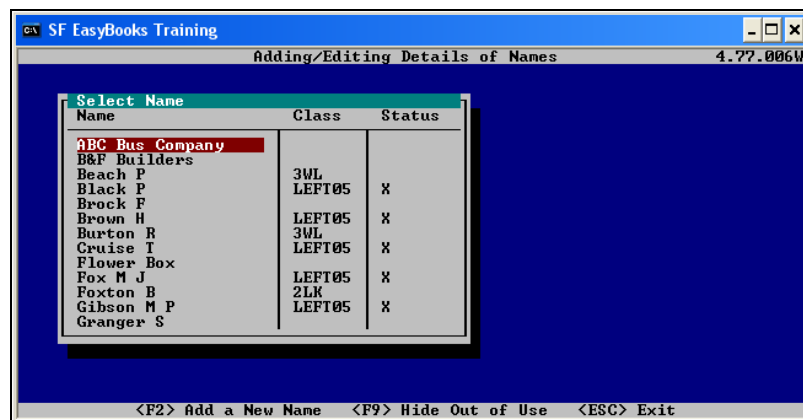 SF EasyBooks Training
Adding/Editing Details of Names 4.77.006W
Select Name
Name Class Status
ABC Bus Company
B&F Builders
Beach P 3WL
Black P LEFT05 X
Brock F
Brown H LEFT05 X
Burton R 3WL
Cruise T LEFT05 X
Flower Box
Fox M J LEFT05 X
Foxton B 2LK
Gibson M P LEFT05 X
Granger S
<F2> Add a New Name <F9> Hide Out of Use <ESC> Exit